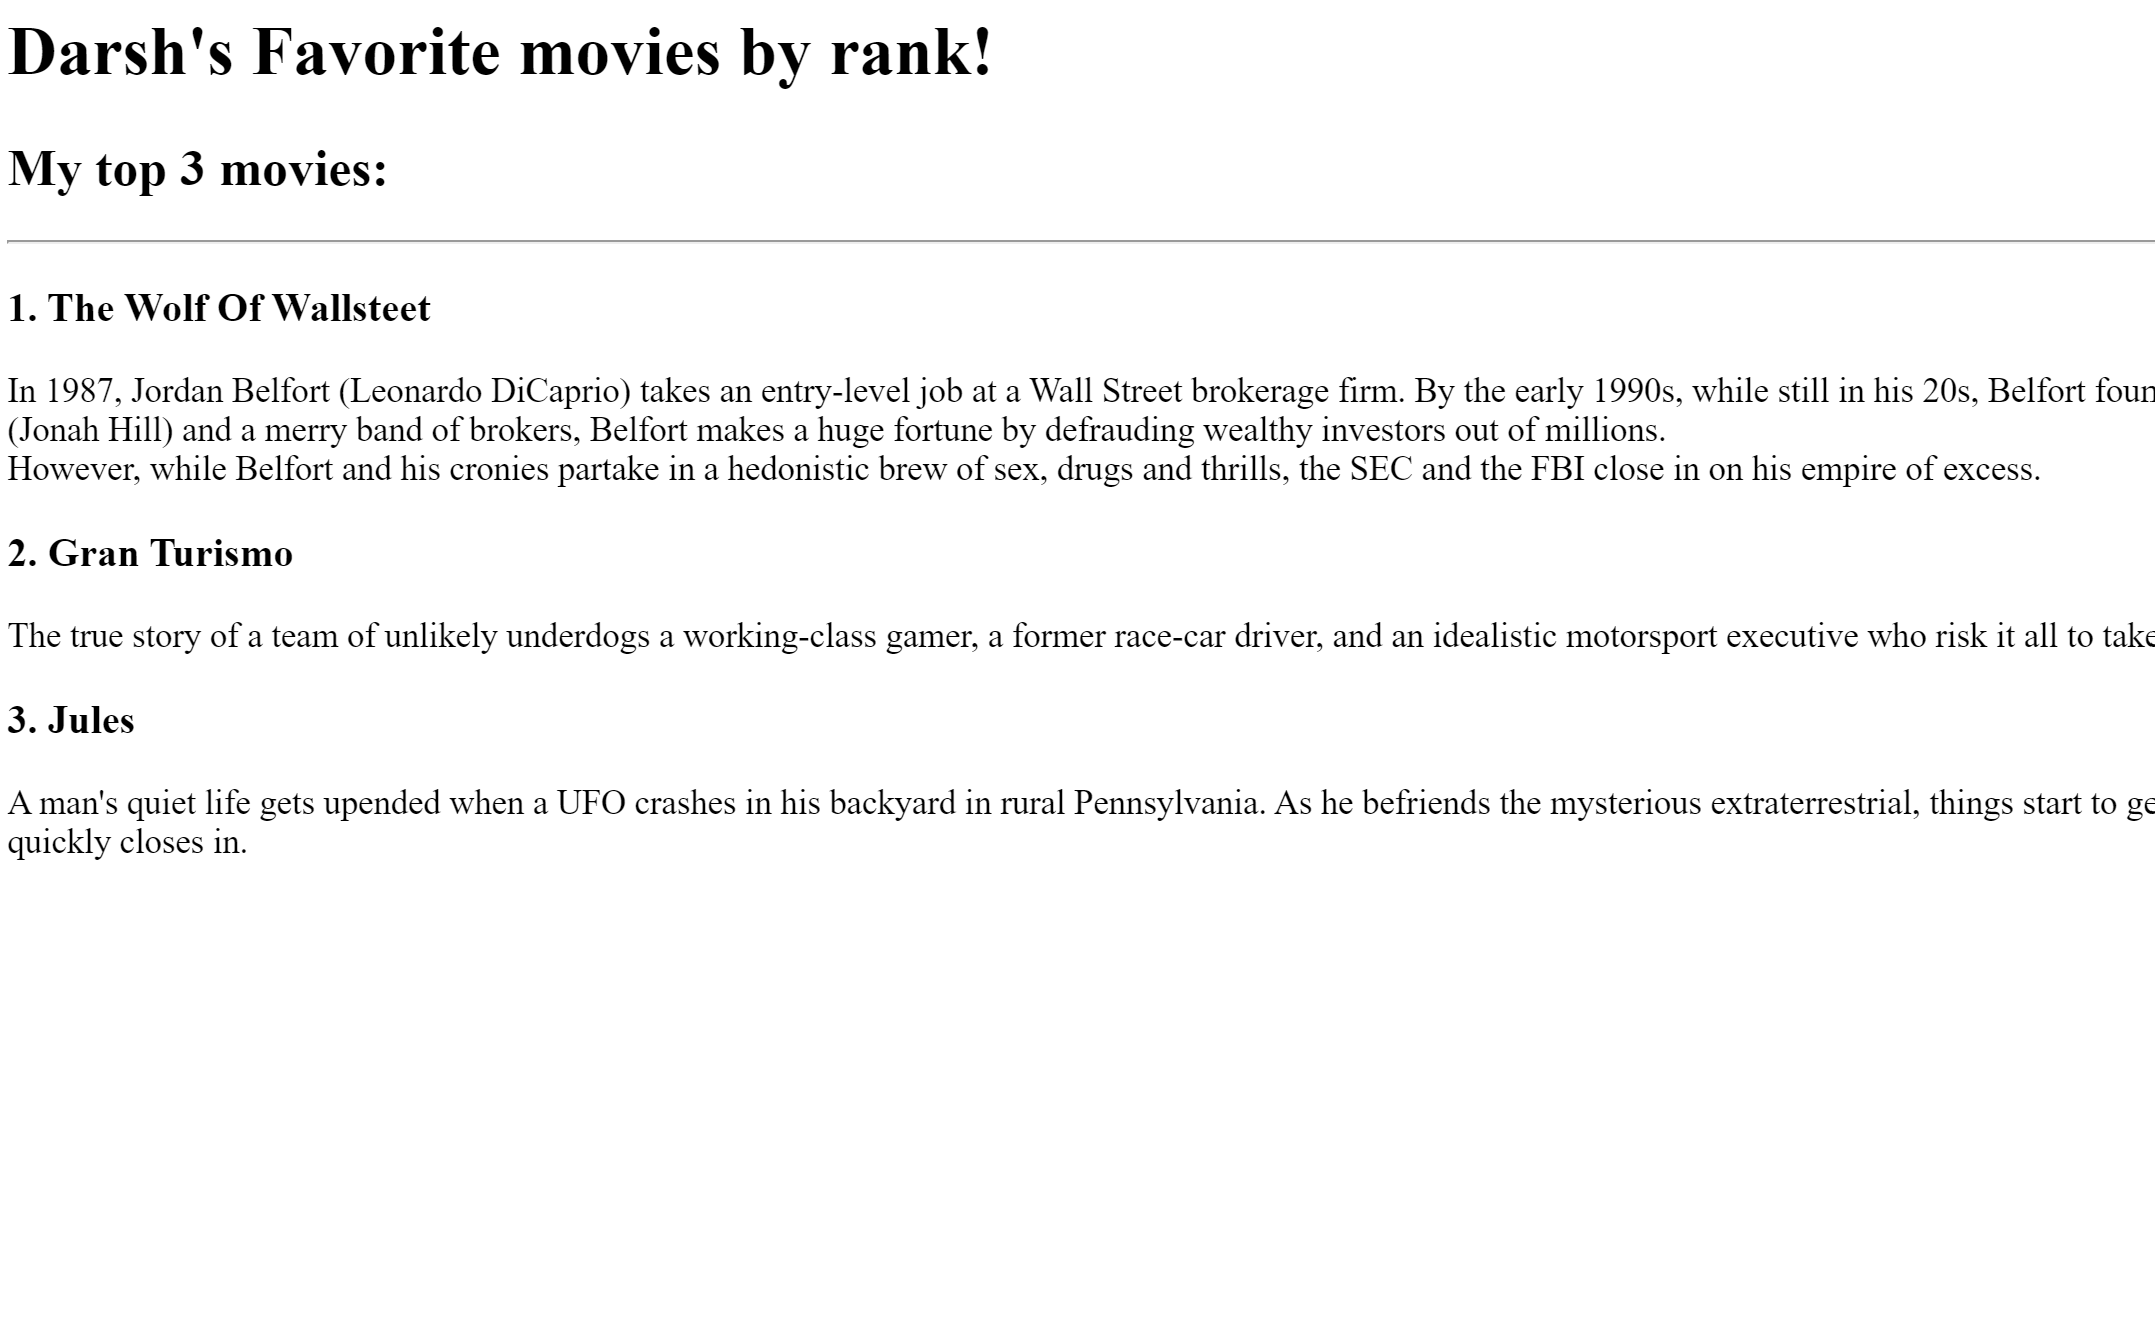 Darsh's Favorite movies by rank!
My top 3 movies:
1. The Wolf Of Wallsteet
In 1987, Jordan Belfort (Leonardo DiCaprio) takes an entry-level job at a Wall Street brokerage firm. By the early 1990s, while still in his 20s, Belfort
(Jonah Hill) and a merry band of brokers, Belfort makes a huge fortune by defrauding wealthy investors out of millions.
However, while Belfort and his cronies partake in a hedonistic brew of sex, drugs and thrills, the SEC and the FBI close in on his empire of excess.
2. Gran Turismo
The true story of a team of unlikely underdogs a working-class gamer, a former race-car driver, and an idealistic motorsport executive who risk it all to take
3. Jules
A man's quiet life gets upended when a UFO crashes in his backyard in rural Pennsylvania. As he befriends the mysterious extraterrestrial, things start to
quickly closes in.